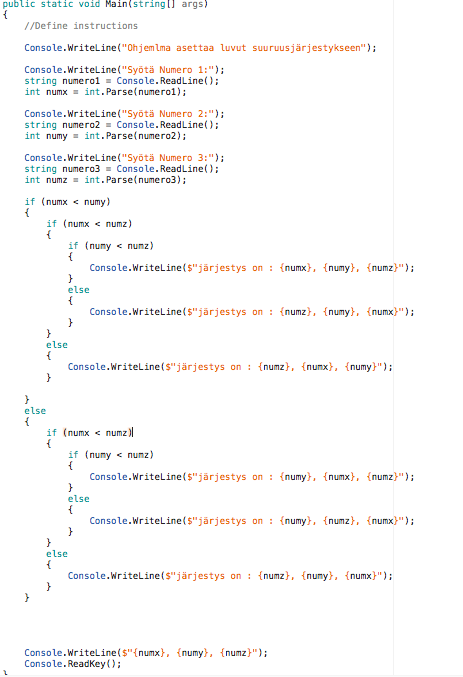 public static void Main(string[] args)
{
//Define instructions
Console.WriteLine("Ohjemlma asettaa luvut suuruusjärjestykseen");
Console.WriteLine("Syötä Numero 1:");
string numero1 = Console.ReadLine();
int numx = int.Parse(numero1);
Console.WriteLine("Syötä Numero 2:");
string numero2 = Console.ReadLine();
int numy = int.Parse(numero2);
Console.WriteLine("Syötä Numero 3:");
string numero3 = Console.ReadLine();
int numz = int.Parse(numero3);
if (numx < numy)
{
if (numx < numz)
{
if (numy < numz)
{
Console.WriteLine($"järjestys on : {numx}, {numy}, {numz}");
}
else
{
Console.WriteLine($"järjestys on : {numz}, {numy}, {numx}");
}
}
else
{
Console.WriteLine($"järjestys on : {numz}, {numx}, {numy}");
}
}
else
{
if (numx < numz)
{
if (numy < numz)
{
Console.WriteLine($"järjestys on : {numy}, {numx}, {numz}");
}
else
{
Console.WriteLine($"järjestys on : {numy}, {numz}, {numx}");
}
}
else
{
Console.WriteLine($"järjestys on : {numz}, {numy}, {numx}");
}
}
Console.WriteLine($"{numx}, {numy}, {numz}");
Console.ReadKey();
}